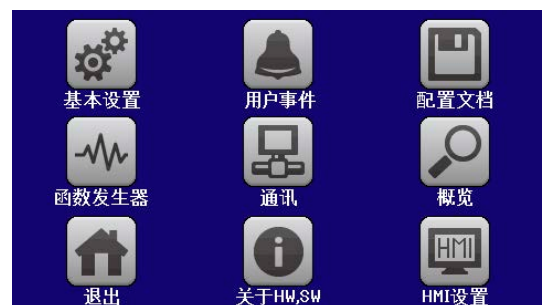 基本设置
用户事件
配置文档
函数发生器
通讯
概览
HMI
退出
关于HW,SW
HMI设置